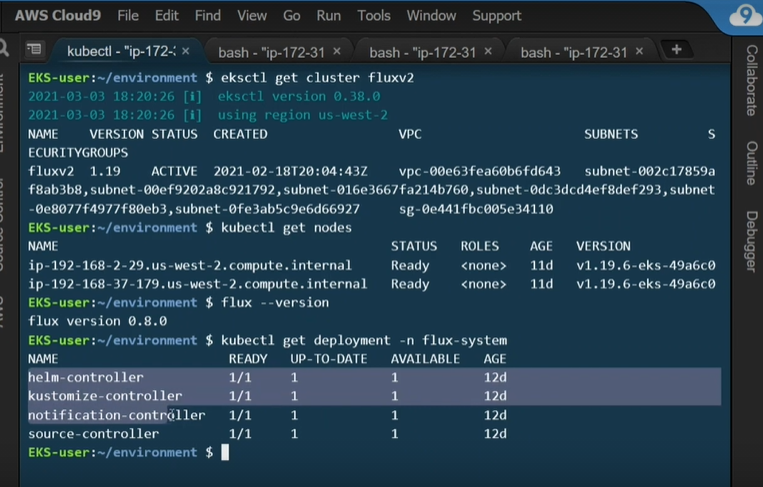 AWS Cloud9 File Edit Find View Go Run Tools Window Support
kubectl - "ip-172-: × bash - "ip-172-31 × bash - "ip-172-31 × bash - "ip-172-31 × +
EKS-user:~/environment $ eksctl get cluster fluxv2
2021-03-03 18:20:26 [i] eksctl version 0.38.0
2021-03-03 18:20:26 [i] using region us-west-2
NAME VERSION STATUS CREATED VPC SUBNETS S
ECURITYGROUPS
fluxv2 1.19 ACTIVE 2021-02-18T20:04:43Z vpc-00e63fea60b6fd643 subnet-002c17859a
f8ab3b8,subnet-00ef9202a8c921792,subnet-016e3667fa214b760,subnet-0dc3dcd4ef8def293,subnet
-0e8077f4977f80eb3,subnet-0fe3ab5c9e6d66927 sg-0e441fbc005e34110
EKS-user:~/environment $ kubectl get nodes
NAME STATUS ROLES AGE VERSION
ip-192-168-2-29.us-west-2.compute.internal Ready <none> 11d v1.19.6-eks-49a6c0
ip-192-168-37-179.us-west-2.compute.internal Ready <none> 11d v1.19.6-eks-49a6c0
EKS-user:~/environment $ flux --version
flux version 0.8.0
EKS-user:~/environment $ kubectl get deployment -n flux-system
NAME READY UP-TO-DATE AVAILABLE AGE
helm-controller 1/1 1 1 12d
kustomize-controller 1/1 1 1 12d
notification-controller 1/1 1 1 12d
source-controller 1/1 1 1 12d
EKS-user:~/environment $
9
Collaborate
Outline
Debugger